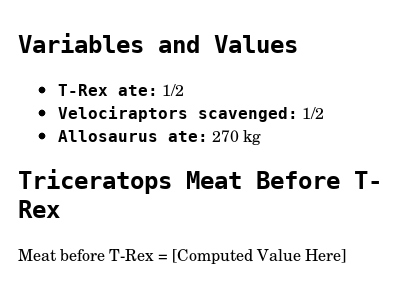 Variables and Values
• T-Rex ate: 1/2
• Velociraptors scavenged: 1/2
• Allosaurus ate: 270 kg
Triceratops Meat Before T-
Rex
Meat before T-Rex = [Computed Value Here]